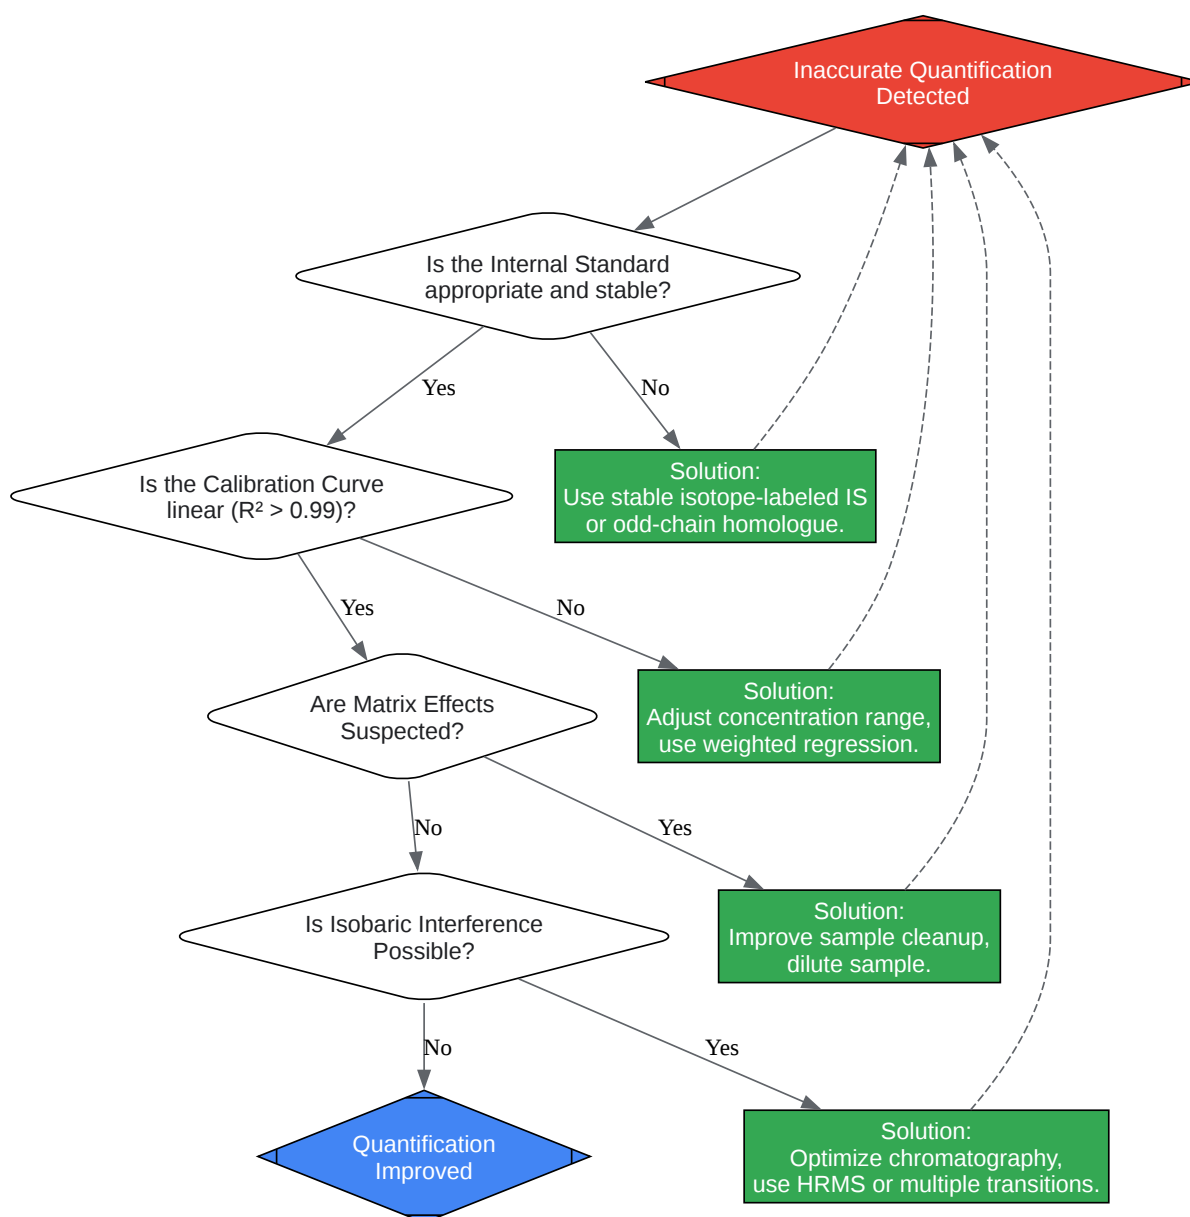 Inaccurate Quantification
Detected
Is the Internal Standard
appropriate and stable?
Yes
No
Is the Calibration Curve
linear (R² > 0.99)?
Solution:
Use stable isotope-labeled IS
or odd-chain homologue.
Yes
No
Are Matrix Effects
Suspected?
Solution:
Adjust concentration range,
use weighted regression.
No
Yes
Is Isobaric Interference
Possible?
Solution:
Improve sample cleanup,
dilute sample.
No
Yes
Quantification
Improved
Solution:
Optimize chromatography,
use HRMS or multiple transitions.